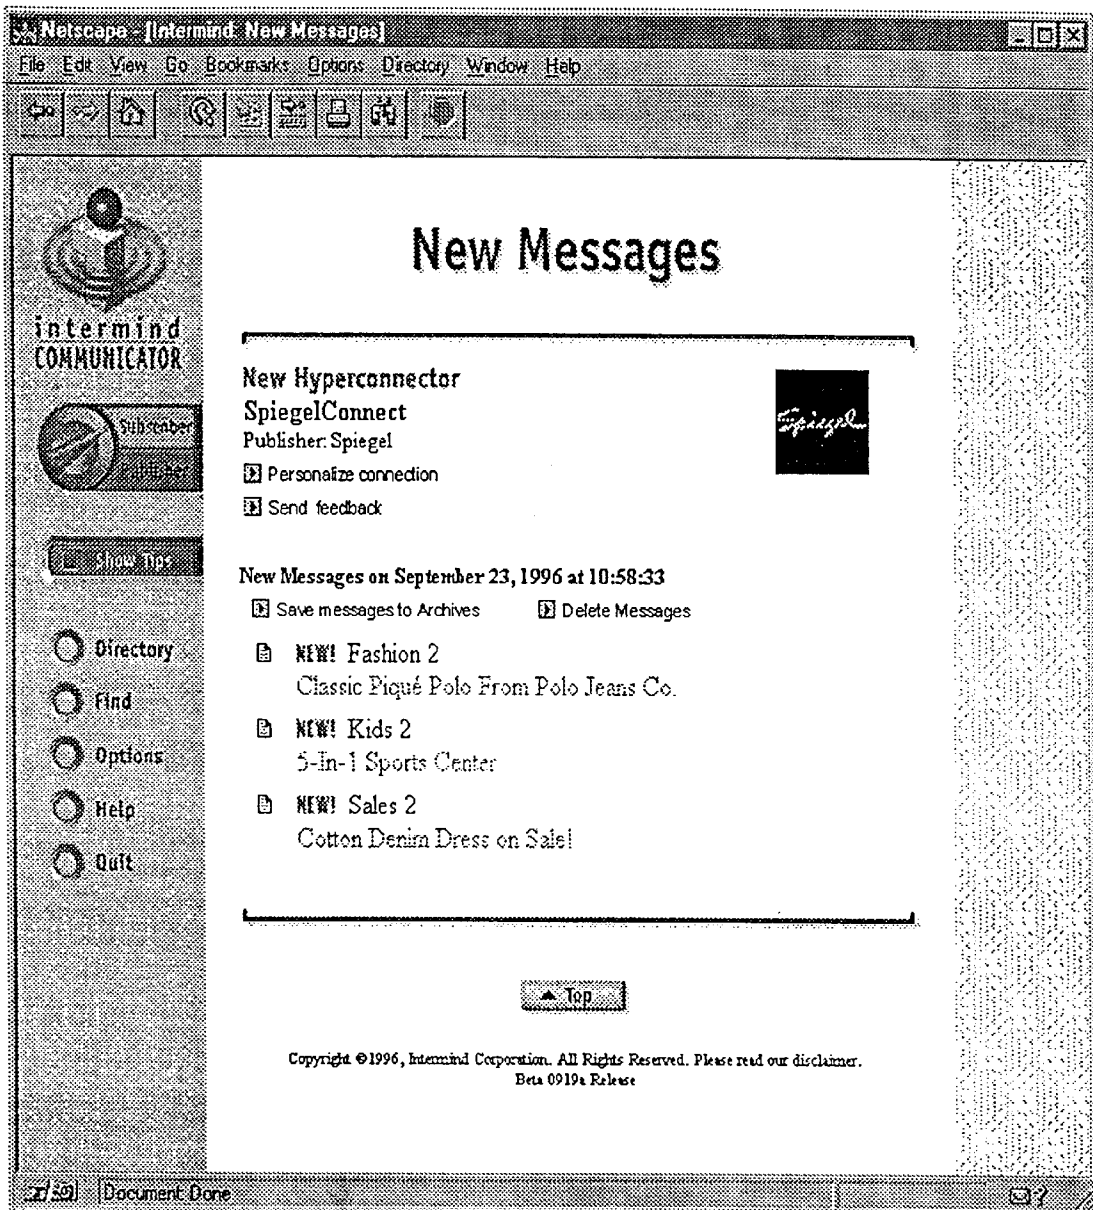 Netscape - [Intermind: New Messages]
File Edit View Go Bookmarks Options Directory Window Help
New Messages
intermind
COMMUNICATOR
New Hyperconnector
SpiegelConnect
Publisher: Spiegel
Spiegel
Personalize connection
Send feedback
Subscriber
Publisher
Show Tips
New Messages on September 23, 1996 at 10:58:33
Save messages to Archives Delete Messages
NEW! Fashion 2
Classic Piqué Polo From Polo Jeans Co.
NEW! Kids 2
5-In-1 Sports Center
NEW! Sales 2
Cotton Denim Dress on Sale!
Directory
Find
Options
Help
Quit
Top
Copyright ©1996, Intermind Corporation. All Rights Reserved. Please read our disclaimer.
Beta 0919a Release
Document: Done